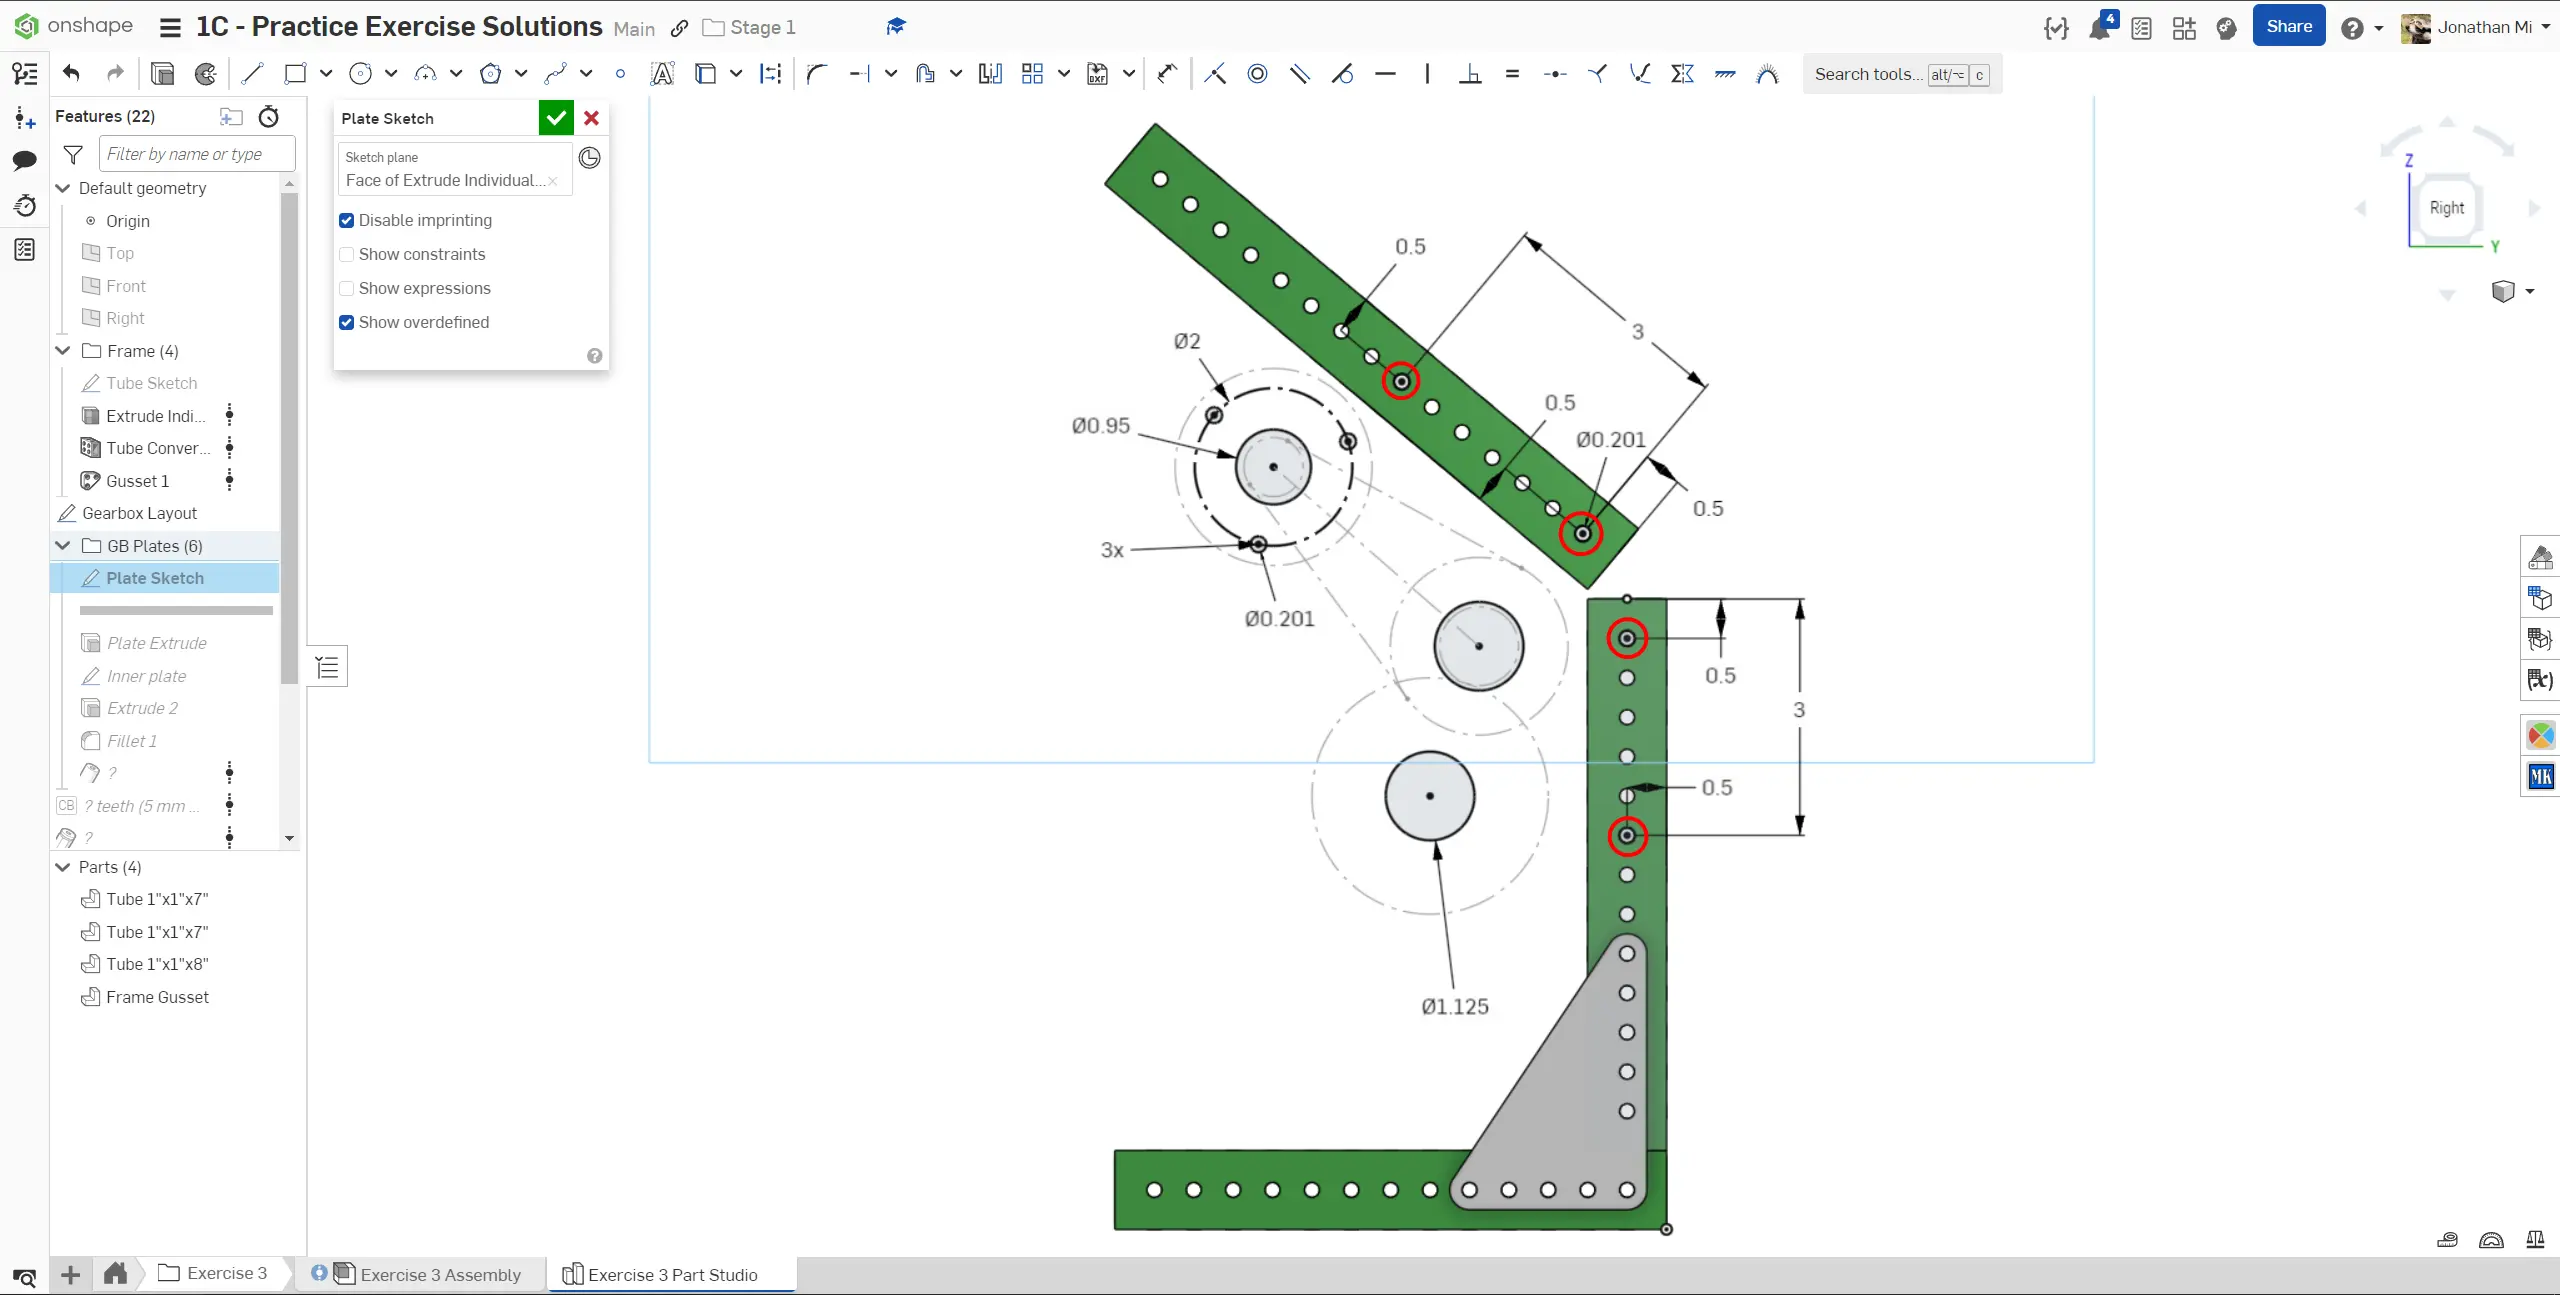 onshape
1C - Practice Exercise Solutions Main Stage 1
4
Share
Jonathan Mi
Search tools... alt/⌥ c
Features (22)
Filter by name or type
Default geometry
Origin
Top
Front
Right
Frame (4)
Tube Sketch
Extrude Indi...
Tube Conver...
Gusset 1
Gearbox Layout
GB Plates (6)
Plate Sketch
Plate Extrude
Inner plate
Extrude 2
Fillet 1
?
CB ? teeth (5 mm ...
?
Parts (4)
Tube 1"x1"x7"
Tube 1"x1"x7"
Tube 1"x1"x8"
Frame Gusset
Plate Sketch
Sketch plane
Face of Extrude Individual...
Disable imprinting
Show constraints
Show expressions
Show overdefined
0.5
3
Ø2
0.5
Ø0.95
Ø0.201
0.5
3x
Ø0.201
0.5
3
0.5
Ø1.125
Z
Right
Y
DXF
MK
Exercise 3
Exercise 3 Assembly
Exercise 3 Part Studio